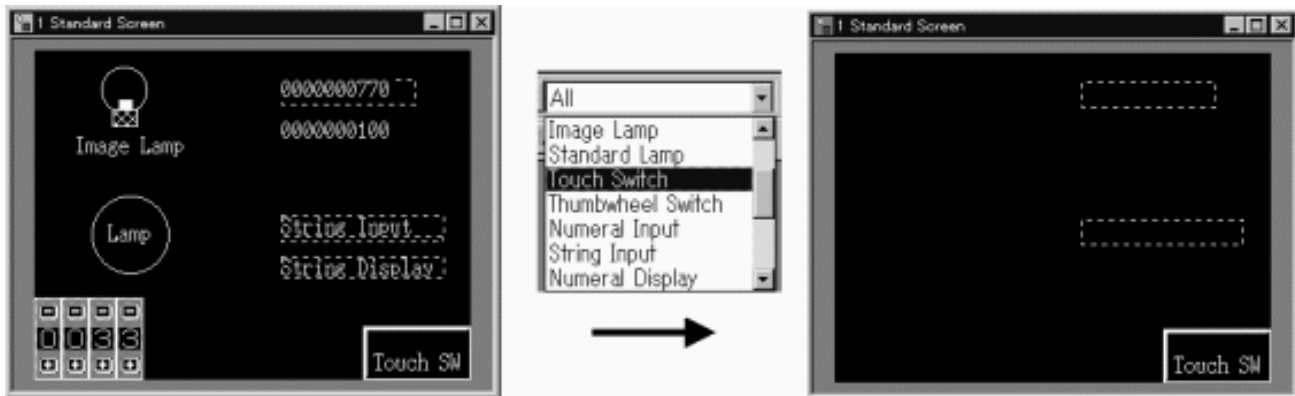 1 Standard Screen
0000000770
0000000100
Image Lamp
Lamp
String Input
String Display
0033
Touch SW
All
Image Lamp
Standard Lamp
Touch Switch
Thumbwheel Switch
Numeral Input
String Input
Numeral Display
1 Standard Screen
Touch SW